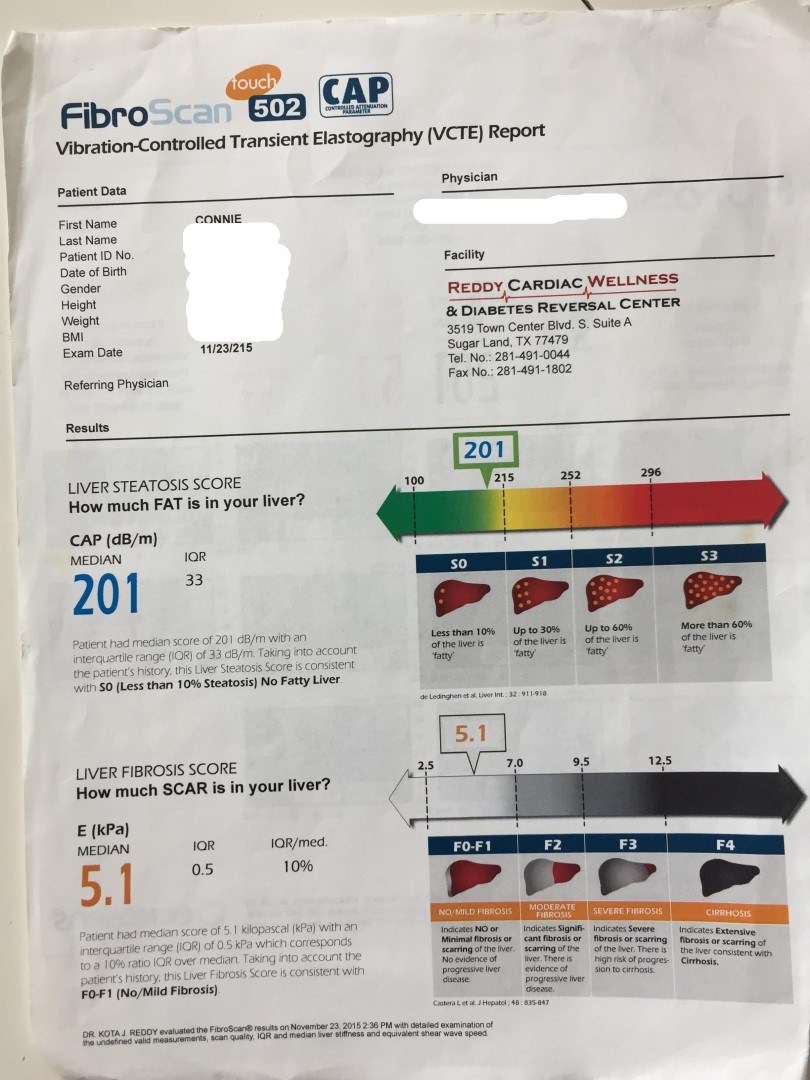 touch
FibroScan 502 CAP
CONTROLLED ATTENUATION
PARAMETER
Vibration-Controlled Transient Elastography (VCTE) Report
Patient Data
First Name CONNIE
Last Name
Patient ID No.
Date of Birth
Gender
Height
Weight
BMI
Exam Date 11/23/215
Referring Physician
Physician
Facility
REDDY CARDIAC WELLNESS
& DIABETES REVERSAL CENTER
3519 Town Center Blvd. S. Suite A
Sugar Land, TX 77479
Tel. No.: 281-491-0044
Fax No.: 281-491-1802
Results
LIVER STEATOSIS SCORE
How much FAT is in your liver?
CAP (dB/m)
MEDIAN IQR
201 33
Patient had median score of 201 dB/m with an
interquartile range (IQR) of 33 dB/m. Taking into account
the patient's history, this Liver Steatosis Score is consistent
with S0 (Less than 10% Steatosis) No Fatty Liver.
201
100 215 252 296
S0 S1 S2 S3
Less than 10%
of the liver is
'fatty'
Up to 30%
of the liver is
'fatty'
Up to 60%
of the liver is
'fatty'
More than 60%
of the liver is
'fatty'
de Ledinghen et al. Liver Int.; 32 : 911-918
LIVER FIBROSIS SCORE
How much SCAR is in your liver?
E (kPa)
MEDIAN IQR IQR/med.
5.1 0.5 10%
Patient had median score of 5.1 kilopascal (kPa) with an
interquartile range (IQR) of 0.5 kPa which corresponds
to a 10% ratio IQR over median. Taking into account the
patient's history, this Liver Fibrosis Score is consistent with
F0-F1 (No/Mild Fibrosis).
5.1
2.5 7.0 9.5 12.5
F0-F1 F2 F3 F4
NO/MILD FIBROSIS
MODERATE
FIBROSIS
SEVERE FIBROSIS
CIRRHOSIS
Indicates NO or
Minimal fibrosis or
scarring of the liver.
No evidence of
progressive liver
disease.
Indicates Signifi-
cant fibrosis or
scarring of the
liver. There is
evidence of
progressive liver
disease.
Indicates Severe
fibrosis or scarring
of the liver. There is
high risk of progres-
sion to cirrhosis.
Indicates Extensive
fibrosis or scarring of
the liver consistent with
Cirrhosis.
Castera L et al. J Hepatol ; 48 : 835-847
DR. KOTA J. REDDY evaluated the FibroScan® results on November 23, 2015 2:36 PM with detailed examination of
the undefined valid measurements, scan quality, IQR and median liver stiffness and equivalent shear wave speed.